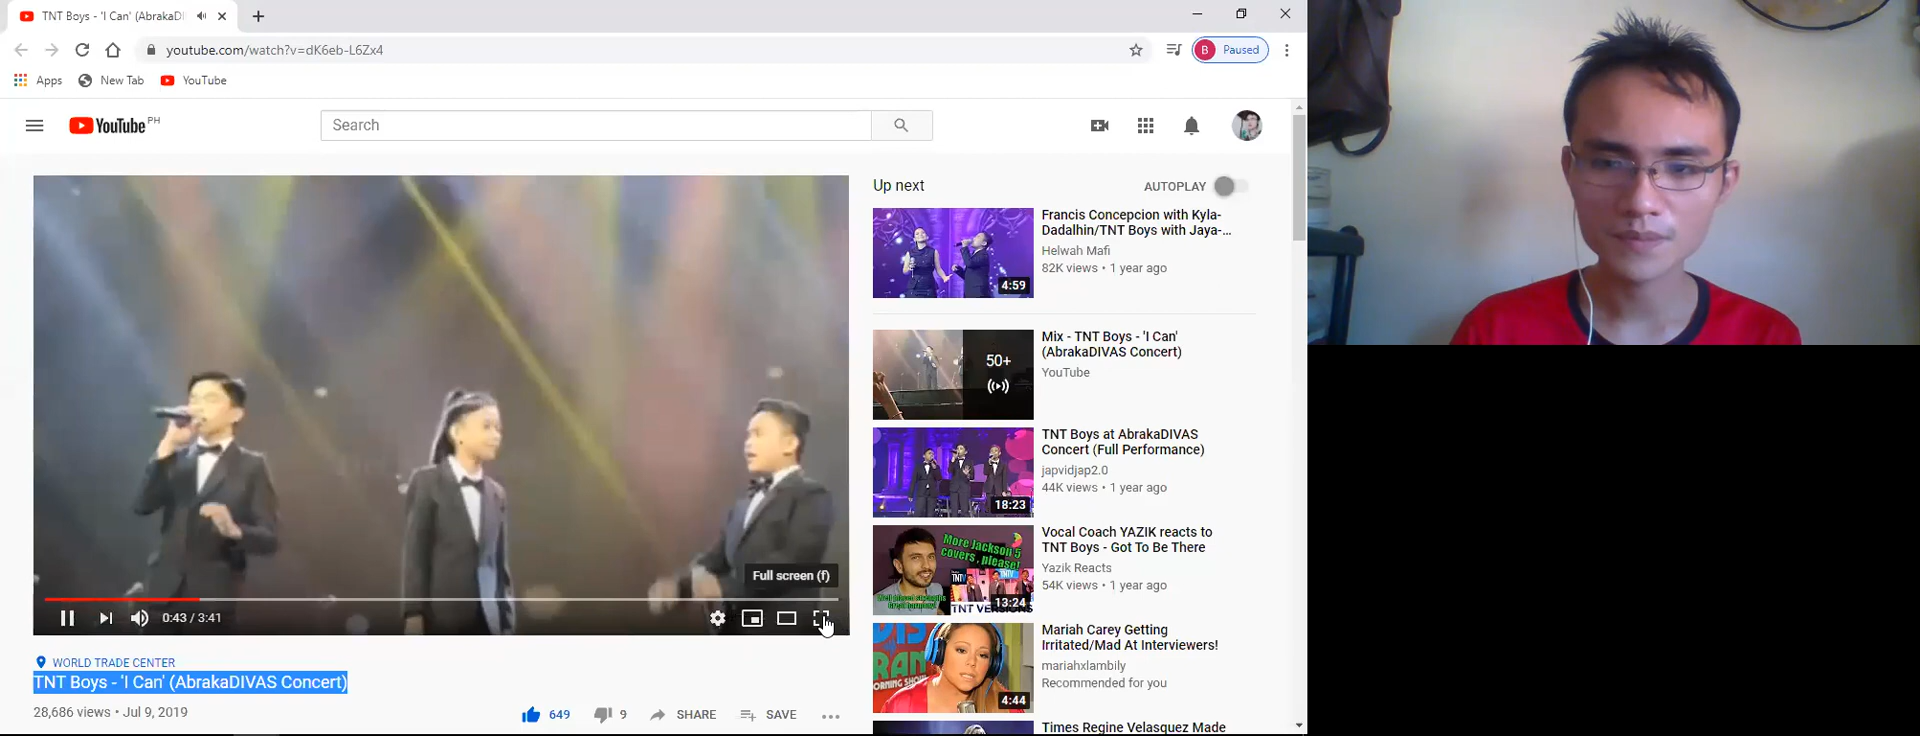 TNT Boys - 'I Can' (AbrakaDI
youtube.com/watch?v=dK6eb-L6Zx4
B Paused
Apps
New Tab
YouTube
YouTube PH
Search
Full screen (f)
0:43 / 3:41
WORLD TRADE CENTER
TNT Boys - 'I Can' (AbrakaDIVAS Concert)
28,686 views • Jul 9, 2019
649
9
SHARE
SAVE
Up next
AUTOPLAY
4:59
Francis Concepcion with Kyla-
Dadalhin/TNT Boys with Jaya-...
Helwah Mafi
82K views • 1 year ago
50+
Mix - TNT Boys - 'I Can'
(AbrakaDIVAS Concert)
YouTube
18:23
TNT Boys at AbrakaDIVAS
Concert (Full Performance)
japvidjap2.0
44K views • 1 year ago
More Jackson 5
covers, please!
TNT VERSIONS
13:24
Vocal Coach YAZIK reacts to
TNT Boys - Got To Be There
Yazik Reacts
54K views • 1 year ago
4:44
Mariah Carey Getting
Irritated/Mad At Interviewers!
mariahxlambily
Recommended for you
Times Regine Velasquez Made